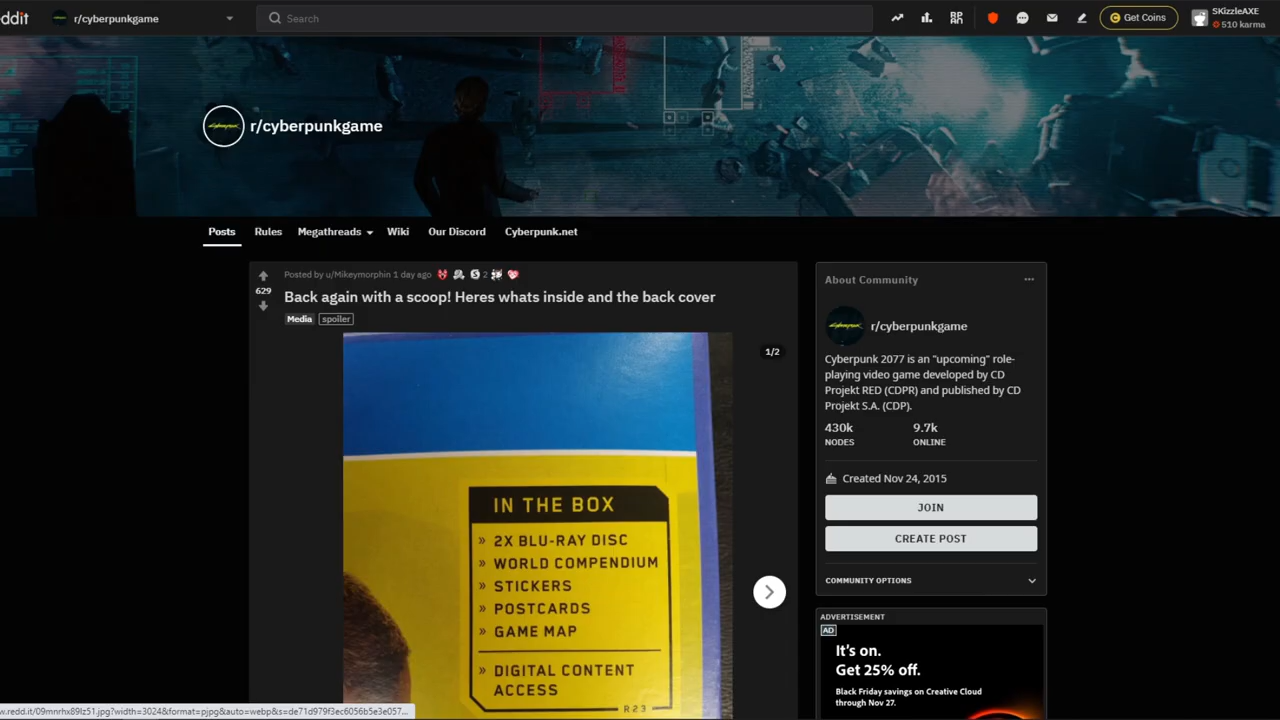 eddit
r/cyberpunkgame
Search
Get Coins
SKizzleAXE
510 karma
r/cyberpunkgame
Posts
Rules
Megathreads
Wiki
Our Discord
Cyberpunk.net
Posted by u/Mikeymorphin 1 day ago
2
629
Back again with a scoop! Heres whats inside and the back cover
Media
spoiler
1/2
IN THE BOX
» 2X BLU-RAY DISC
» WORLD COMPENDIUM
» STICKERS
» POSTCARDS
» GAME MAP
» DIGITAL CONTENT
ACCESS
R23
About Community
r/cyberpunkgame
Cyberpunk 2077 is an "upcoming" role-
playing video game developed by CD
Projekt RED (CDPR) and published by CD
Projekt S.A. (CDP).
430k
9.7k
NODES
ONLINE
Created Nov 24, 2015
JOIN
CREATE POST
COMMUNITY OPTIONS
ADVERTISEMENT
AD
It's on.
Get 25% off.
Black Friday savings on Creative Cloud
through Nov 27.